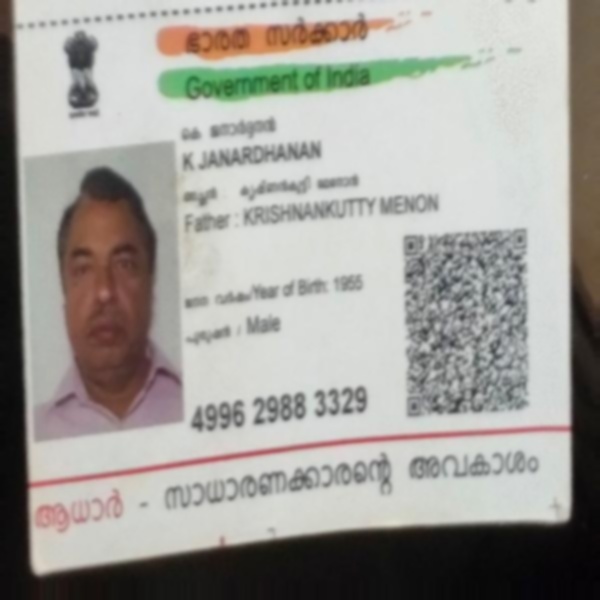 ഭാരത സർക്കാർ
Government of India
കെ ജനാർദ്ദനൻ
K JANARDHANAN
അച്ഛൻ : കൃഷ്ണൻകുട്ടി മേനോൻ
Father : KRISHNANKUTTY MENON
ജനന വർഷം/Year of Birth: 1955
പുരുഷൻ / Male
4996 2988 3329
ആധാർ - സാധാരണക്കാരന്റെ അവകാശം